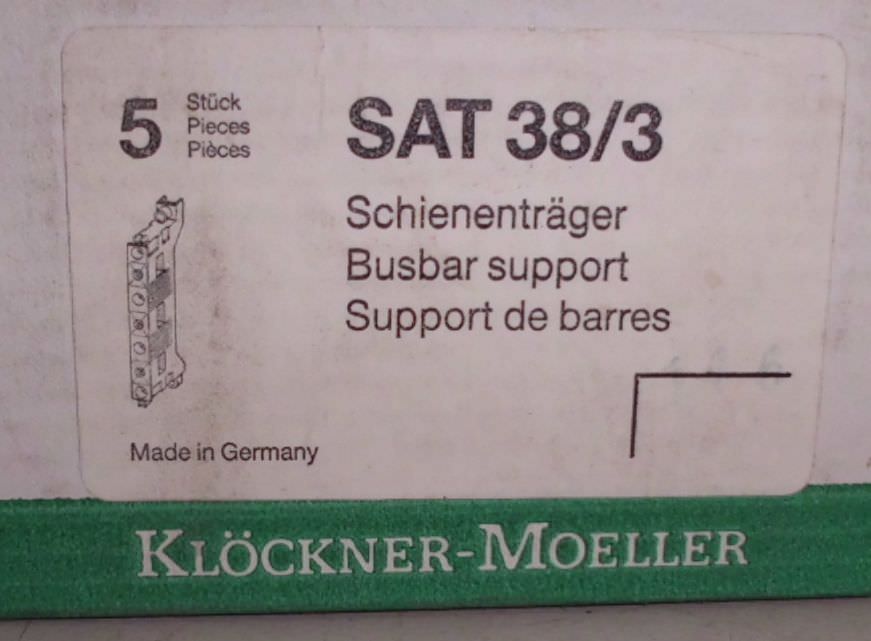 5 Stück
Pieces
Pièces
SAT 38/3
Schienenträger
Busbar support
Support de barres
Made in Germany
KLÖCKNER-MOELLER